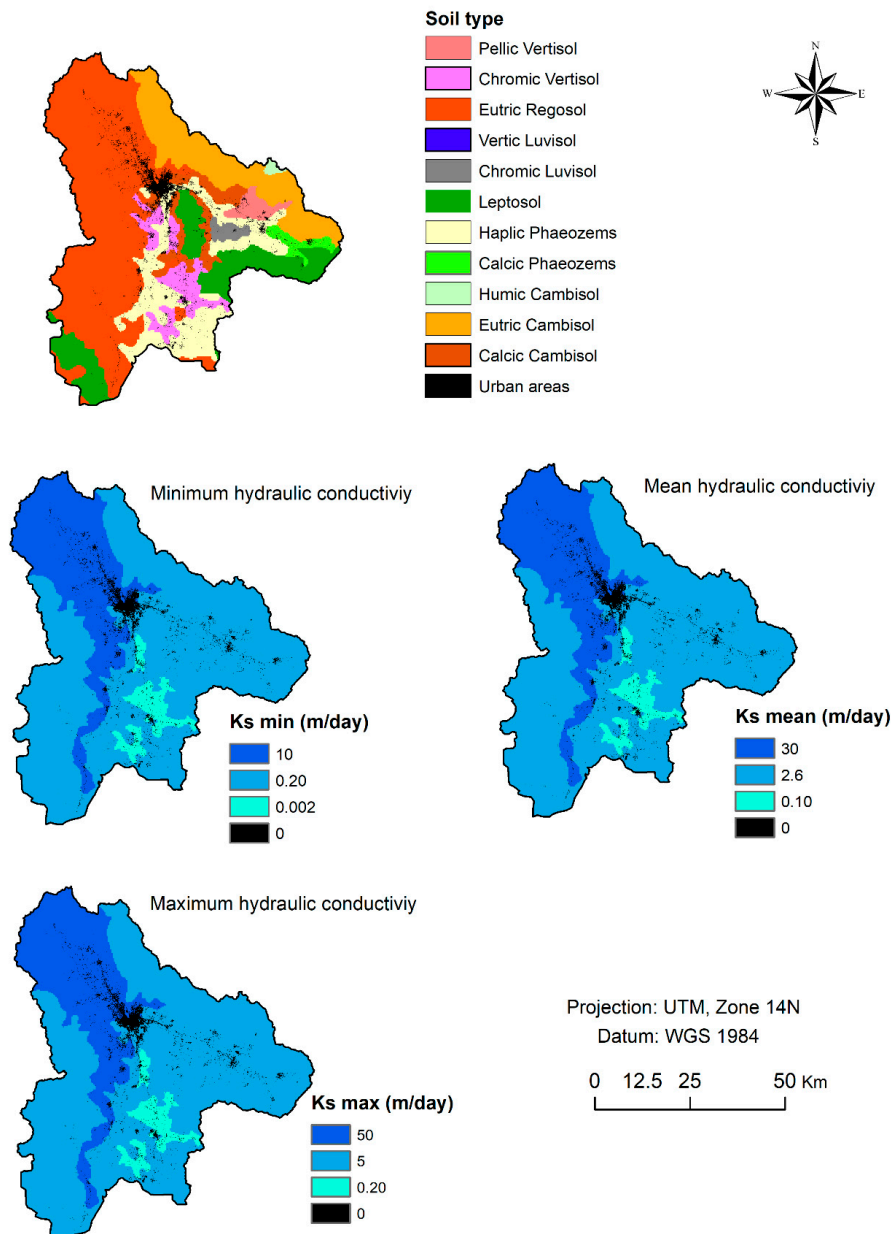 Soil type
Pellic Vertisol
Chromic Vertisol
Eutric Regosol
Vertic Luvisol
Chromic Luvisol
Leptosol
Haplic Phaeozems
Calcic Phaeozems
Humic Cambisol
Eutric Cambisol
Calcic Cambisol
Urban areas
N
W E
S
Minimum hydraulic conductiviy
Ks min (m/day)
10
0.20
0.002
0
Mean hydraulic conductiviy
Ks mean (m/day)
30
2.6
0.10
0
Maximum hydraulic conductiviy
Ks max (m/day)
50
5
0.20
0
Projection: UTM, Zone 14N
Datum: WGS 1984
0 12.5 25 50 Km